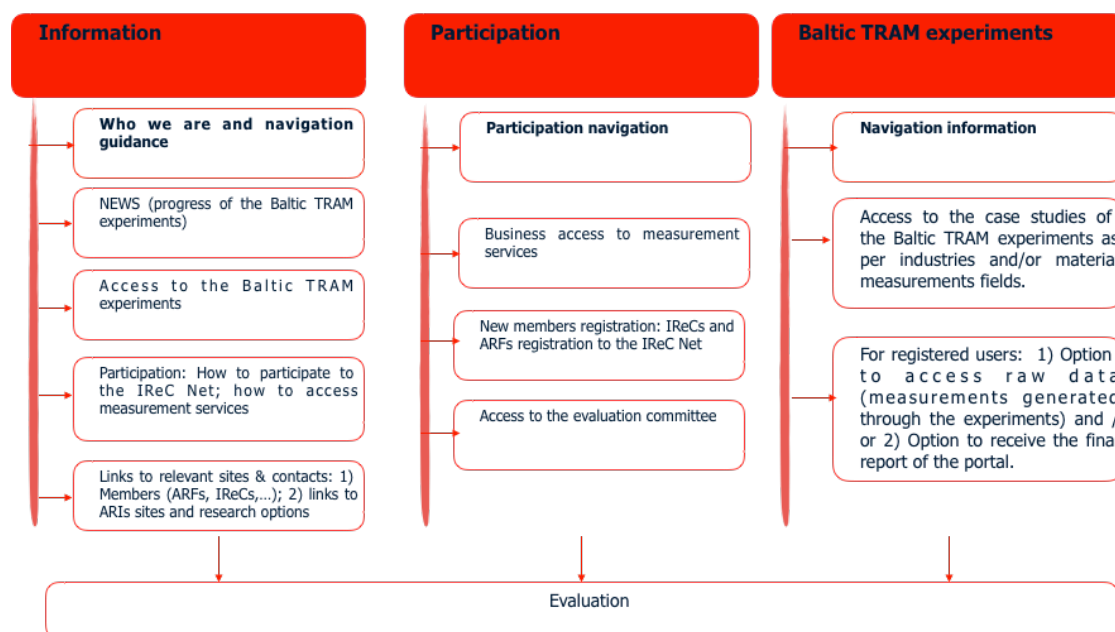 Information
Who we are and navigation
guidance
NEWS (progress of the Baltic TRAM
experiments)
Access to the Baltic TRAM
experiments
Participation: How to participate to
the IReC Net; how to access
measurement services
Links to relevant sites & contacts: 1)
Members (ARFs, IReCs,...); 2) links to
ARIs sites and research options
Participation
Participation navigation
Business access to measurement
services
New members registration: IReCs and
ARFs registration to the IReC Net
Access to the evaluation committee
Baltic TRAM experiments
Navigation information
Access to the case studies of
the Baltic TRAM experiments as
per industries and/or materia
measurements fields.
For registered users: 1) Option
to access raw data
(measurements generated
through the experiments) and /
or 2) Option to receive the fina
report of the portal.
Evaluation